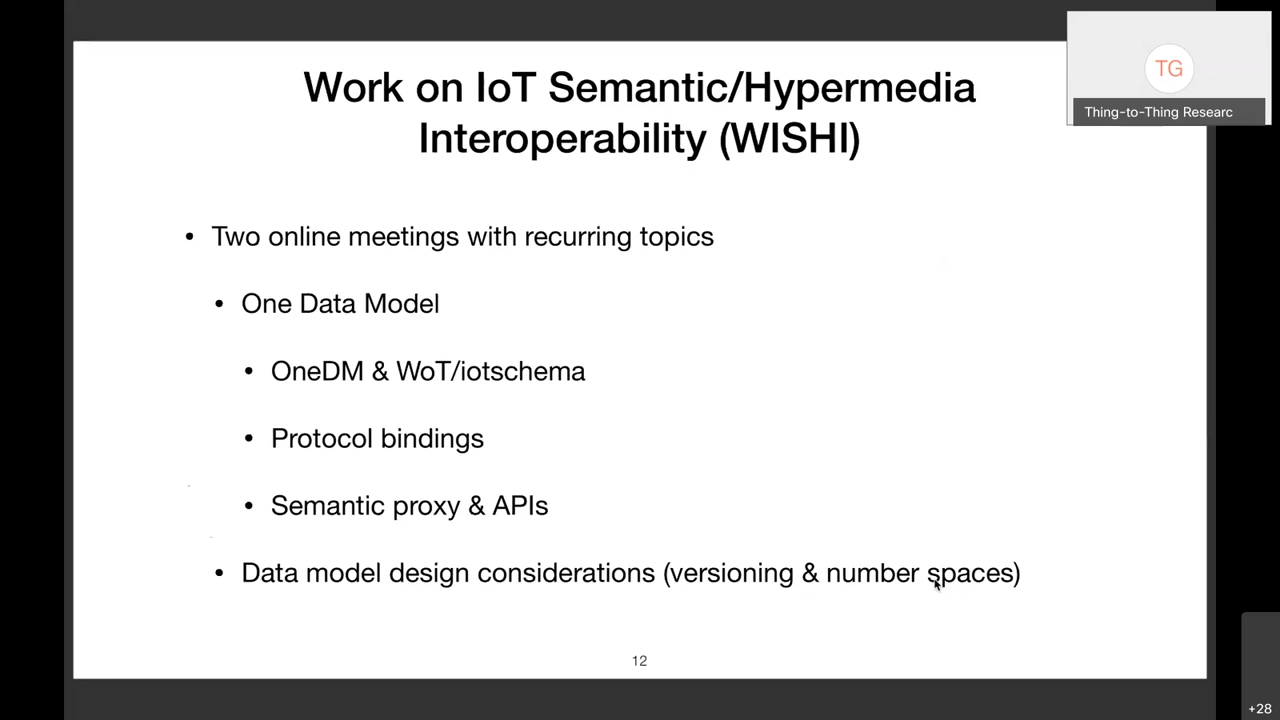 Work on IoT Semantic/Hypermedia
Interoperability (WISHI)
TG
Thing-to-Thing Researc
• Two online meetings with recurring topics
• One Data Model
• OneDM & WoT/iotschema
• Protocol bindings
• Semantic proxy & APIs
• Data model design considerations (versioning & number spaces)
12
+28